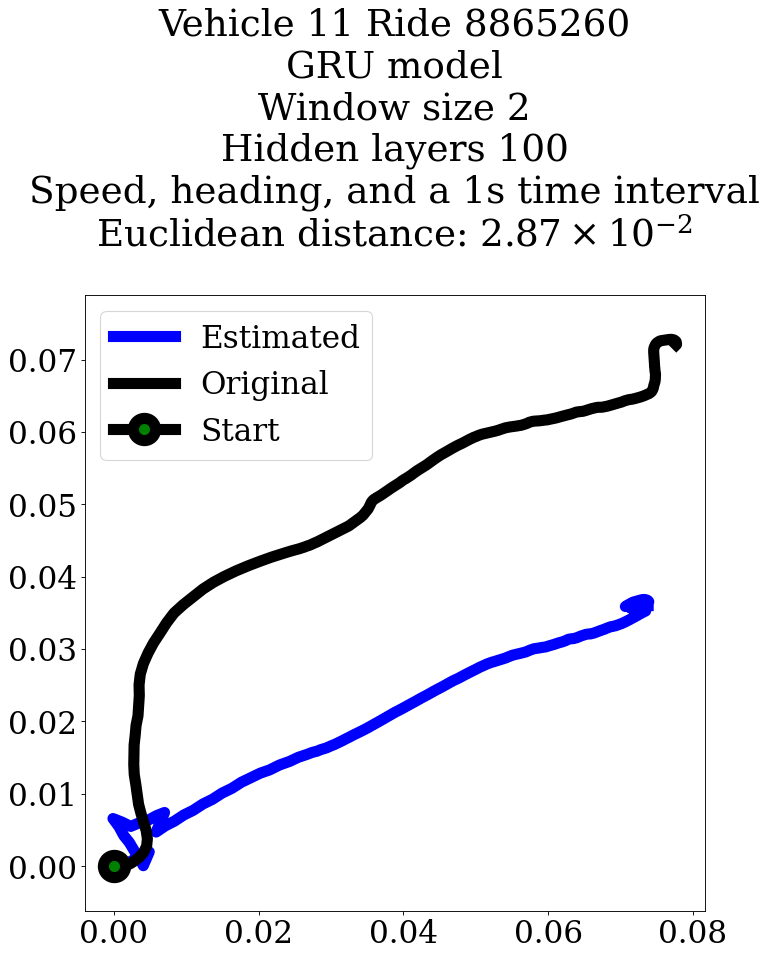 Vehicle 11 Ride 8865260
GRU model
Window size 2
Hidden layers 100
Speed, heading, and a 1s time interval
Euclidean distance: 2.87 × 10⁻²
Estimated
Original
Start
0.07
0.06
0.05
0.04
0.03
0.02
0.01
0.00
0.00 0.02 0.04 0.06 0.08